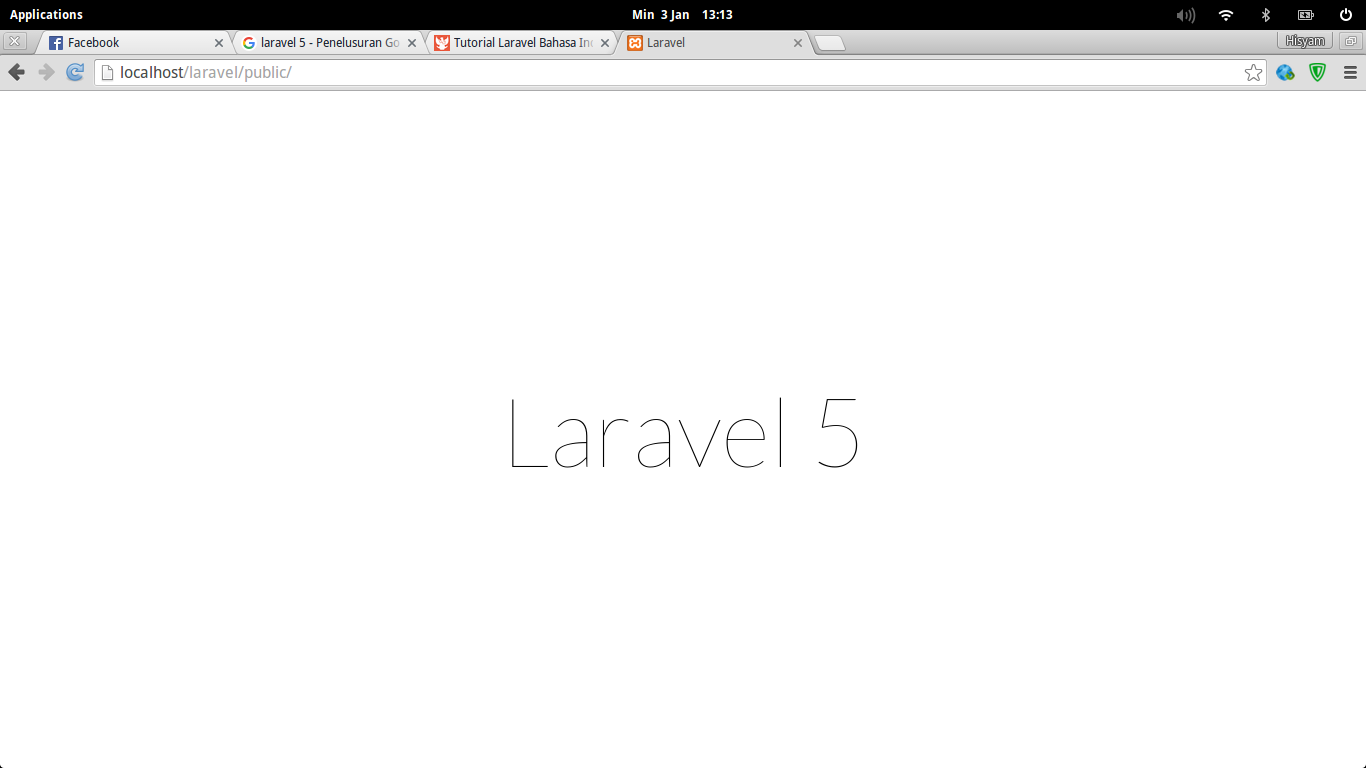 Applications
Min 3 Jan 13:13
Facebook
laravel 5 - Penelusuran Go
Tutorial Laravel Bahasa In
Laravel
Hisyam
localhost/laravel/public/
Laravel 5